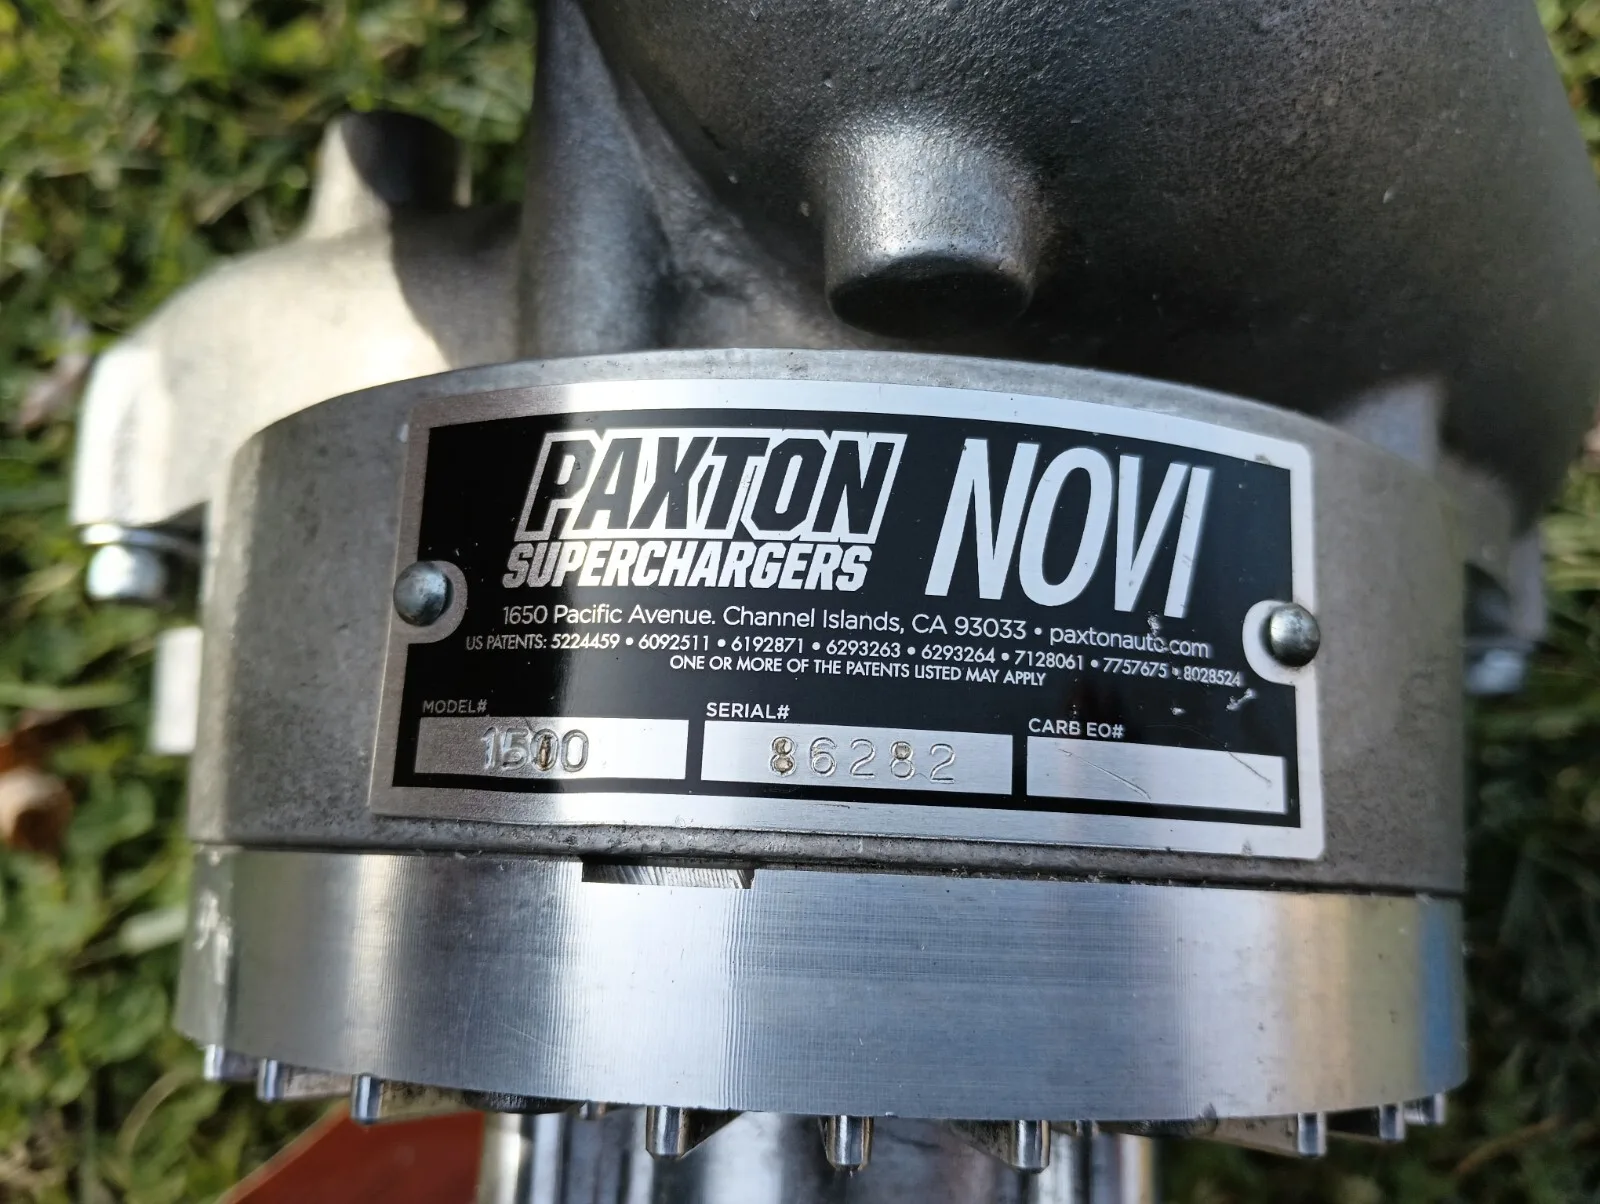 PAXTON NOVI
SUPERCHARGERS
1650 Pacific Avenue. Channel Islands, CA 93033 • paxtonauto.com
US PATENTS: 5224459 • 6092511 • 6192871 • 6293263 • 6293264 • 7128061 • 7757675 • 8028524
ONE OR MORE OF THE PATENTS LISTED MAY APPLY
MODEL# SERIAL# CARB EO#
1500 86282